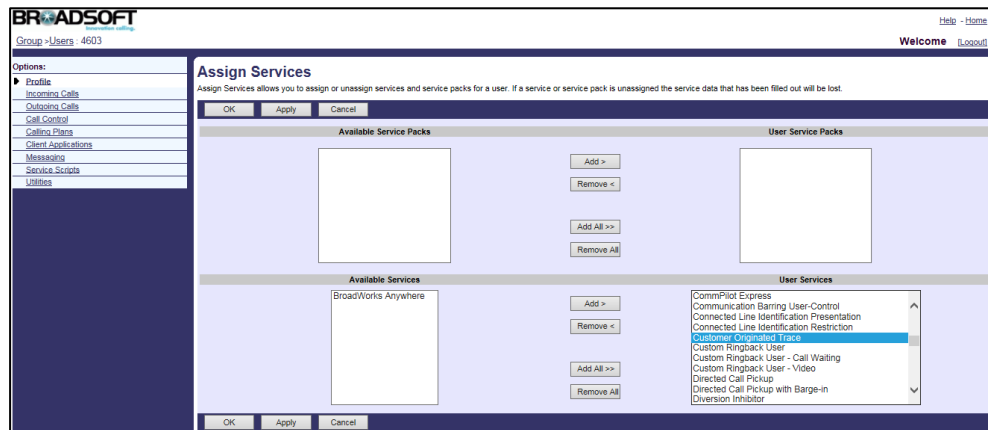 BROADSOFT
innovation calling.
Help - Home
Group >Users : 4603
Welcome [Logout]
Options:
Profile
Incoming Calls
Outgoing Calls
Call Control
Calling Plans
Client Applications
Messaging
Service Scripts
Utilities
Assign Services
Assign Services allows you to assign or unassign services and service packs for a user. If a service or service pack is unassigned the service data that has been filled out will be lost.
OK Apply Cancel
Available Service Packs
User Service Packs
Add >
Remove <
Add All >>
Remove All
Available Services
User Services
BroadWorks Anywhere
Add >
Remove <
Add All >>
Remove All
CommPilot Express
Communication Barring User-Control
Connected Line Identification Presentation
Connected Line Identification Restriction
Customer Originated Trace
Custom Ringback User
Custom Ringback User - Call Waiting
Custom Ringback User - Video
Directed Call Pickup
Directed Call Pickup with Barge-in
Diversion Inhibitor
OK Apply Cancel